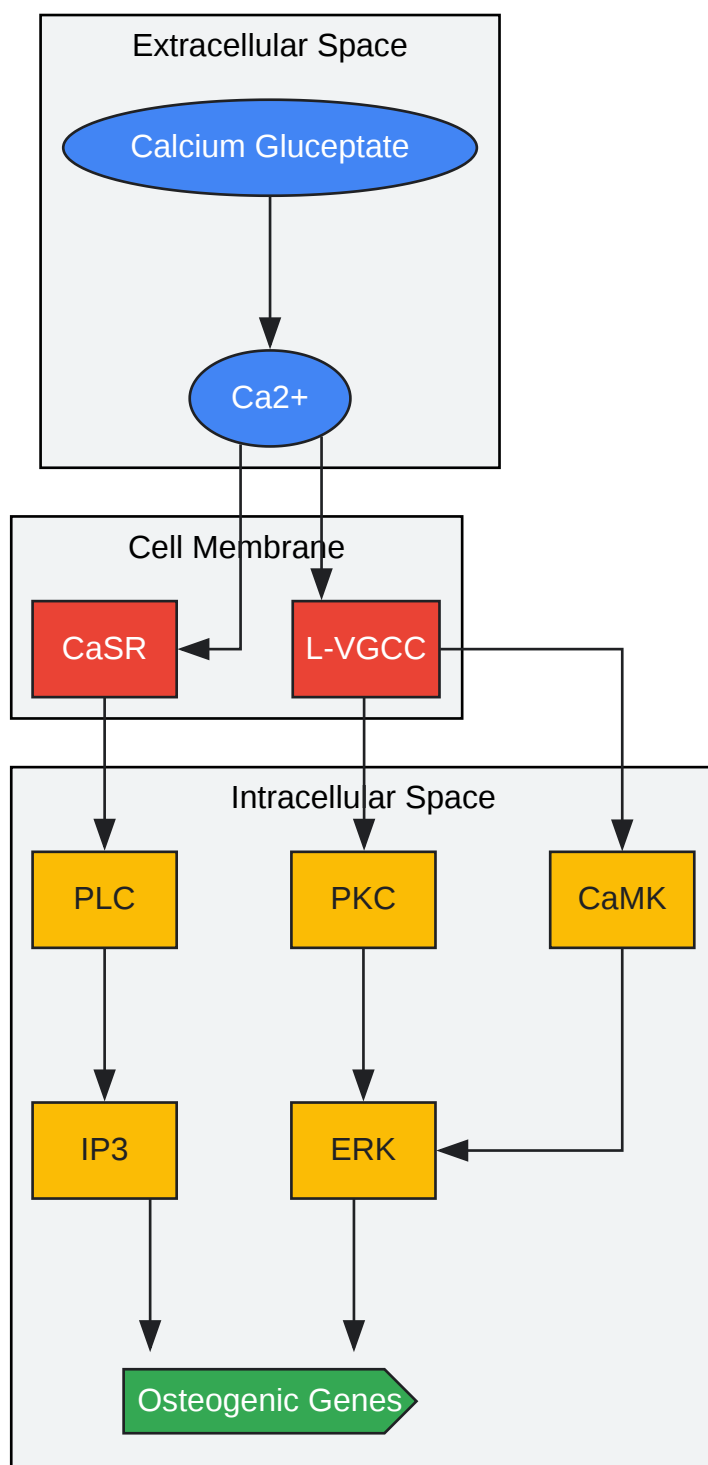 Extracellular Space
Calcium Gluceptate
Ca2+
Cell Membrane
CaSR
L-VGCC
Intracellular Space
PLC
PKC
CaMK
IP3
ERK
Osteogenic Genes